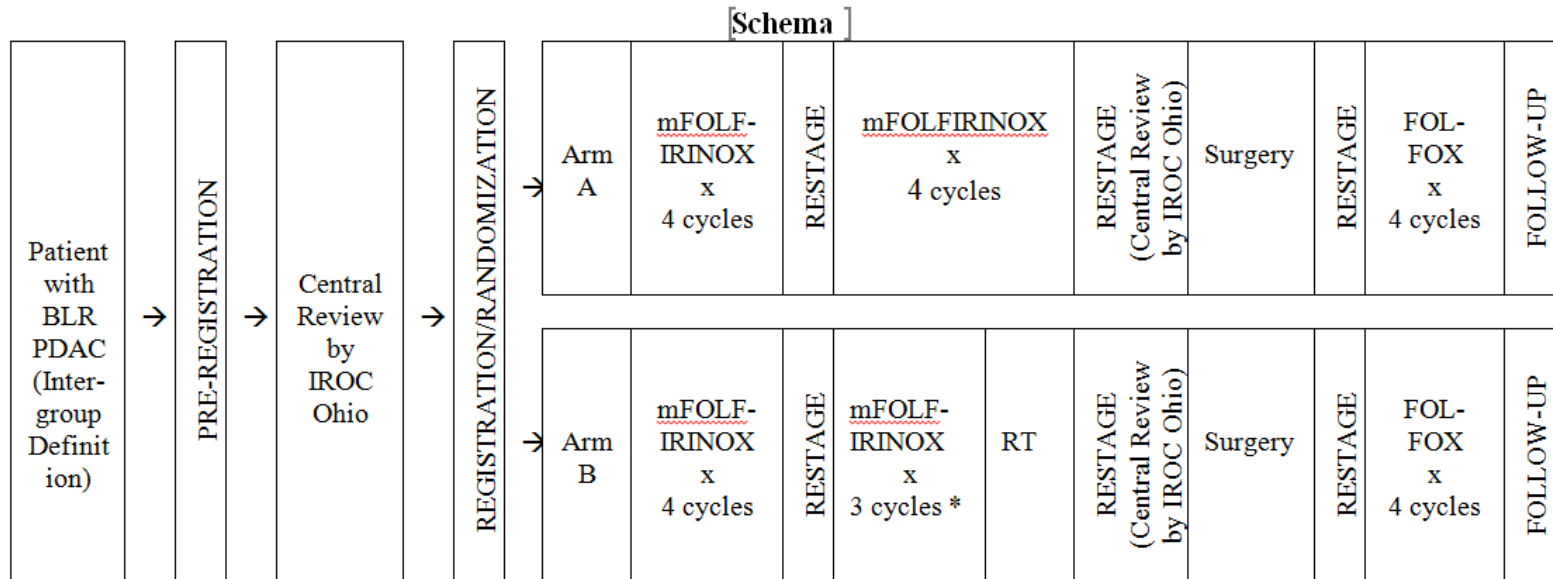 [Schema ]
Patient
with
BLR
PDAC
(Inter-
group
Definit
ion)
→
PRE-REGISTRATION
→
Central
Review
by
IROC
Ohio
→
REGISTRATION/RANDOMIZATION
→
Arm
A
mFOLF-
IRINOX
x
4 cycles
RESTAGE
mFOLFIRINOX
x
4 cycles
RESTAGE
(Central Review
by IROC Ohio)
Surgery
RESTAGE
FOL-
FOX
x
4 cycles
FOLLOW-UP
→
Arm
B
mFOLF-
IRINOX
x
4 cycles
RESTAGE
mFOLF-
IRINOX
x
3 cycles *
RT
RESTAGE
(Central Review
by IROC Ohio)
Surgery
RESTAGE
FOL-
FOX
x
4 cycles
FOLLOW-UP